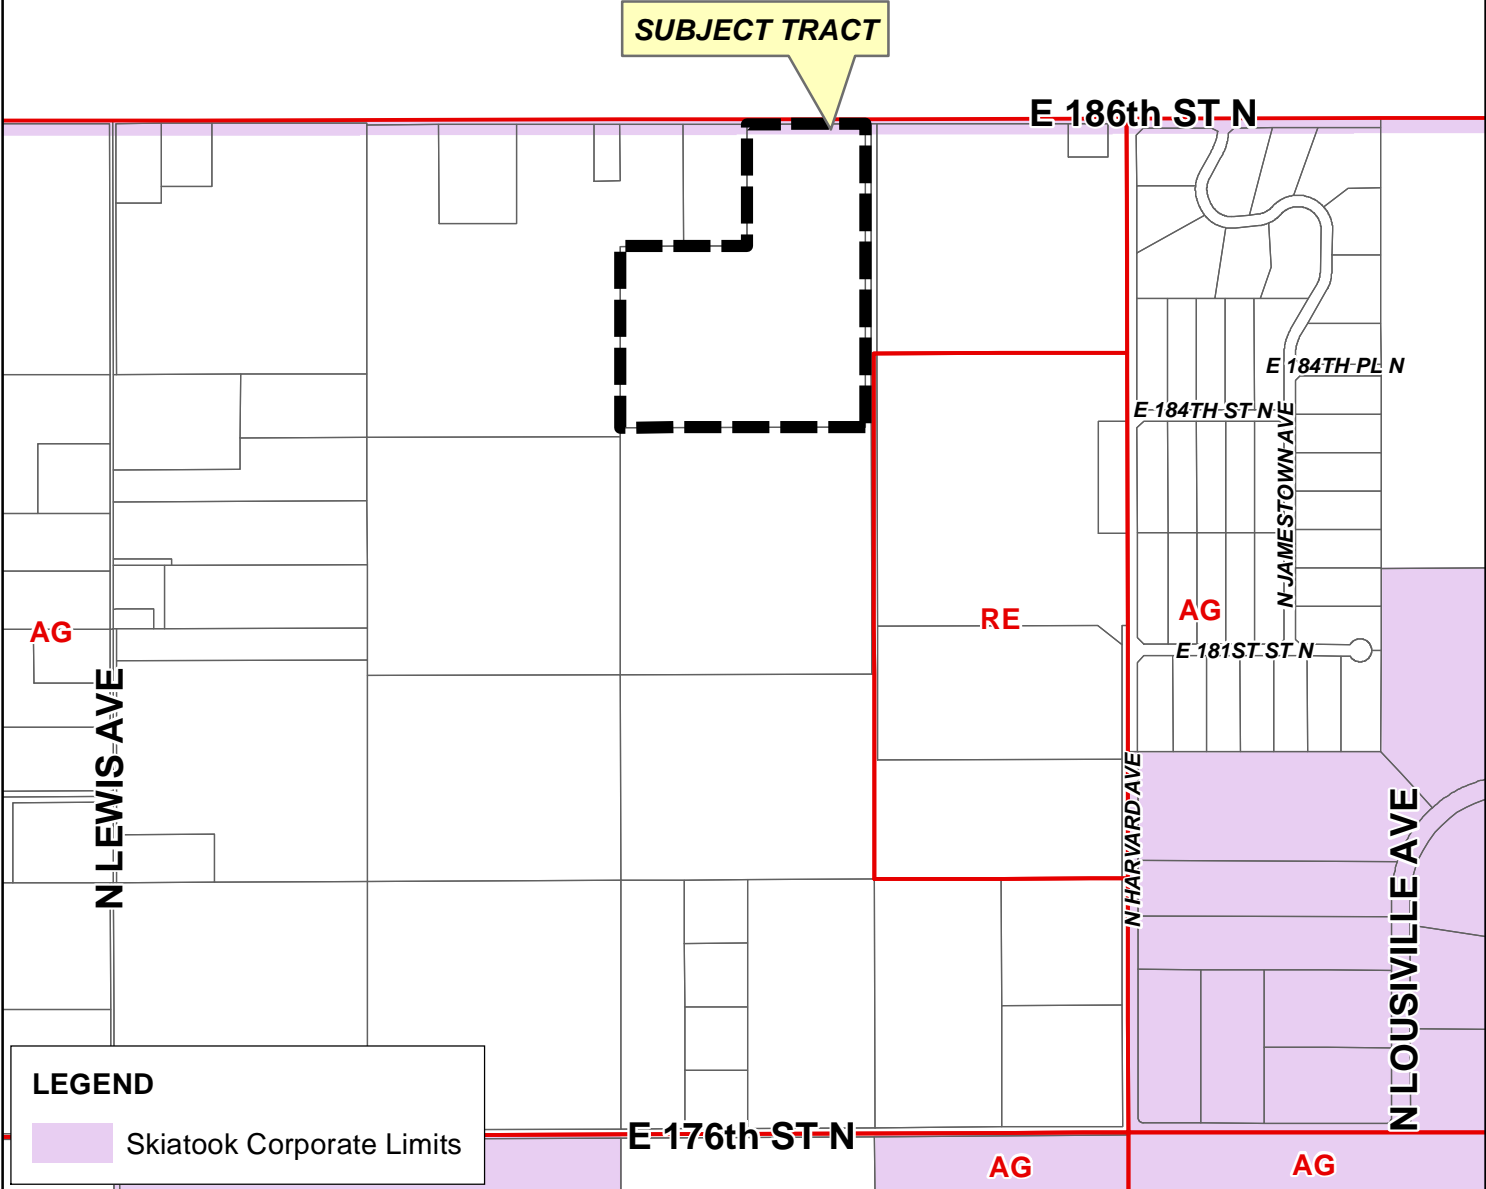 SUBJECT TRACT
E 186th ST N
E 184TH PL N
E 184TH ST N
N JAMESTOWN AVE
RE
AG
AG
E 181ST ST N
N LEWIS AVE
N HARVARD AVE
N LOUSIVILLE AVE
LEGEND
Skiatook Corporate Limits
E 176th ST N
AG
AG